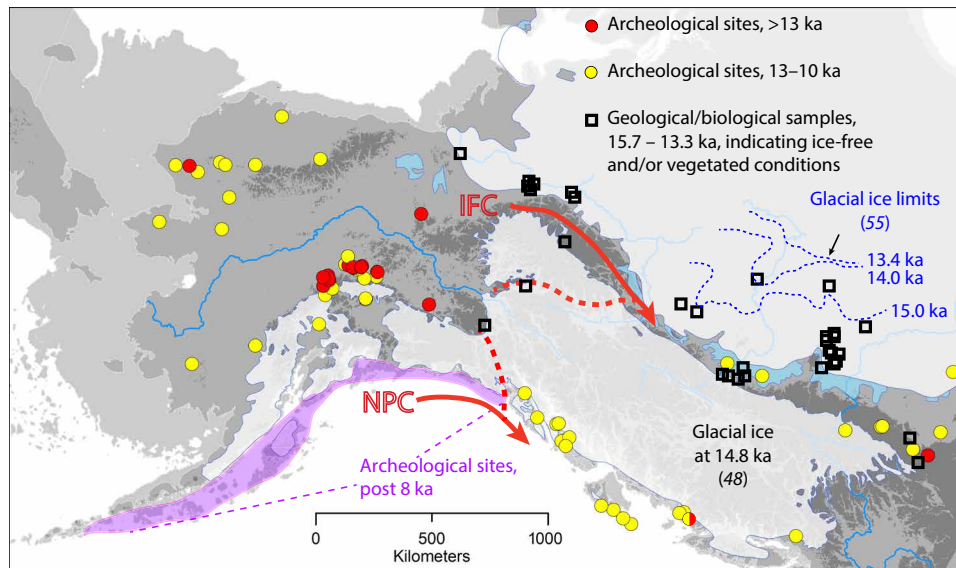 Archeological sites, >13 ka
Archeological sites, 13–10 ka
Geological/biological samples,
15.7 – 13.3 ka, indicating ice-free
and/or vegetated conditions
Glacial ice limits
(55)
13.4 ka
14.0 ka
15.0 ka
IFC
NPC
Glacial ice
at 14.8 ka
(48)
Archeological sites,
post 8 ka
0 500 1000
Kilometers